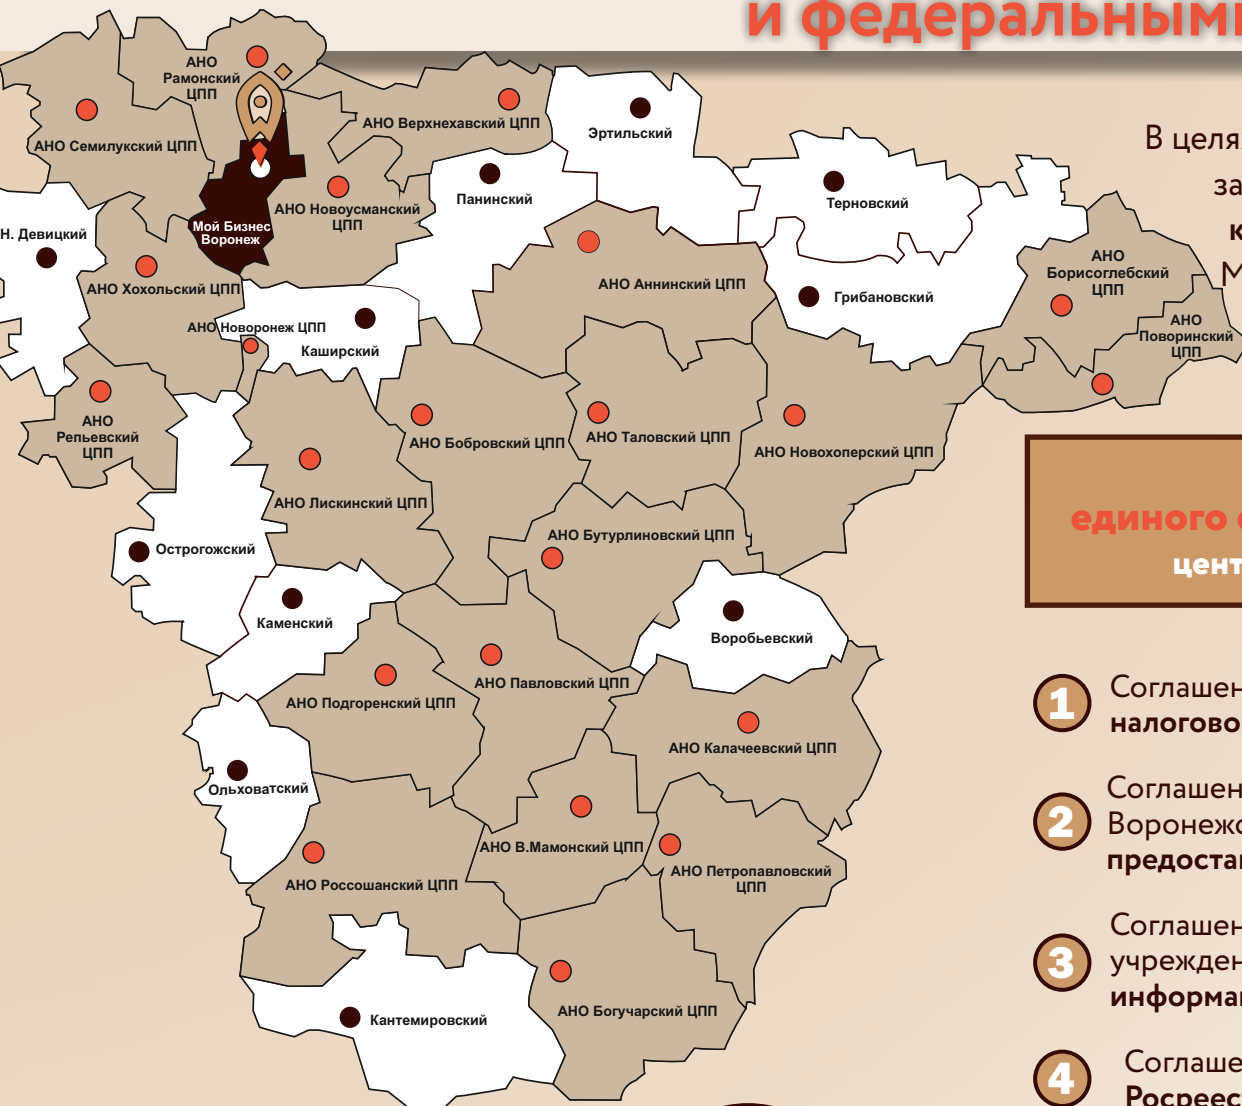 и федеральными
АНО
Рамонский
ЦПП
АНО Семилукский ЦПП
АНО Верхнехавский ЦПП
Эртильский
Панинский
Терновский
АНО Новоусманский
ЦПП
Мой Бизнес
Воронеж
Н. Девицкий
АНО Хохольский ЦПП
АНО Аннинский ЦПП
Грибановский
АНО
Борисоглебский
ЦПП
АНО
Поворинский
ЦПП
АНО Нововоронеж ЦПП
Каширский
АНО
Репьевский
ЦПП
АНО Бобровский ЦПП
АНО Таловский ЦПП
АНО Новохоперский ЦПП
АНО Лискинский ЦПП
АНО Бутурлиновский ЦПП
Острогожский
Каменский
Воробьевский
АНО Павловский ЦПП
АНО Подгоренский ЦПП
АНО Калачеевский ЦПП
Ольховатский
АНО В.Мамонский ЦПП
АНО Петропавловский
ЦПП
АНО Россошанский ЦПП
АНО Богучарский ЦПП
Кантемировский
В целя
за
к
М
единого
цент
1
Соглашен
налогово
2
Соглашен
Воронежс
предоста
3
Соглашен
учрежден
информа
4
Соглаше
Росреес